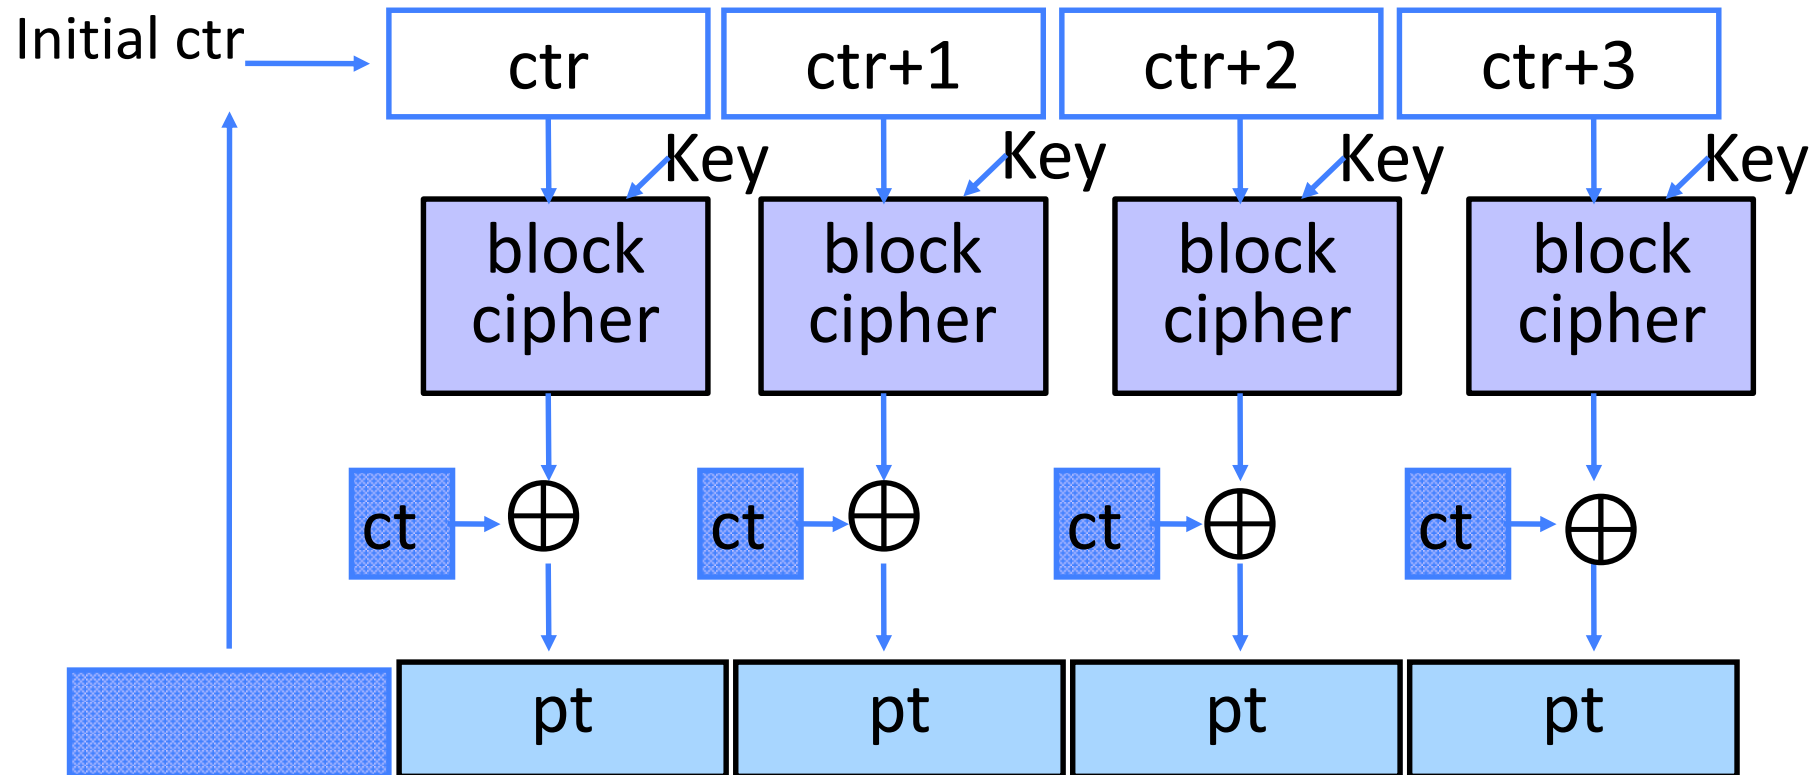 Initial ctr
ctr ctr+1 ctr+2 ctr+3
Key Key Key Key
block block block block
cipher cipher cipher cipher
ct ct ct ct
pt pt pt pt